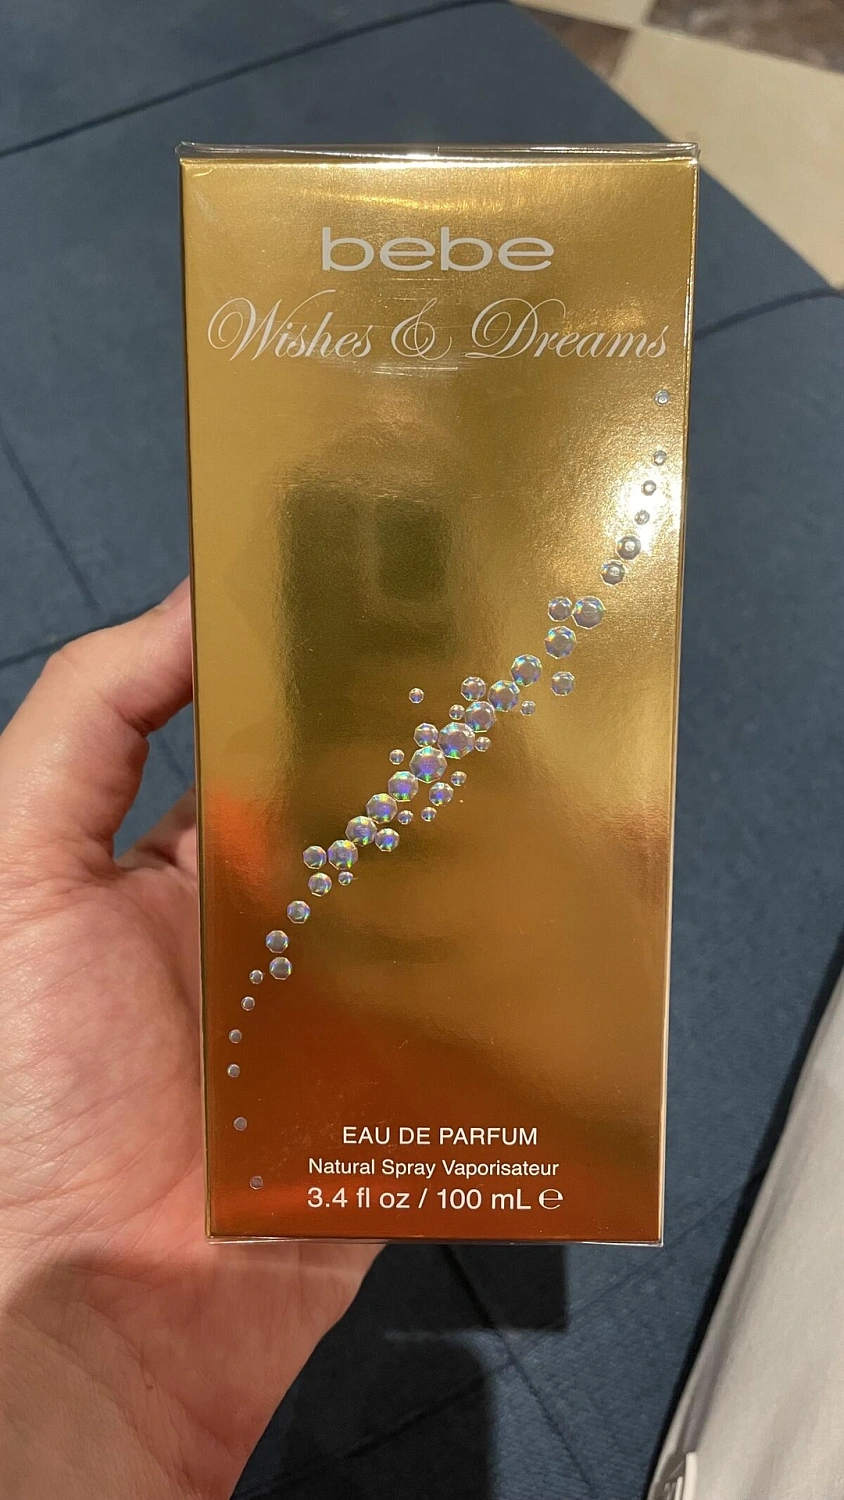 bebe
Wishes & Dreams
EAU DE PARFUM
Natural Spray Vaporisateur
3.4 fl oz / 100 mL ℮